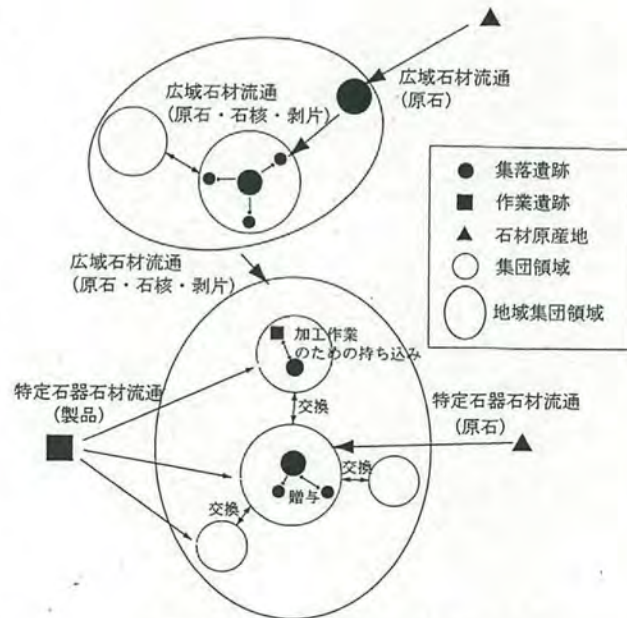 広域石材流通
(原石)
広域石材流通
(原石・石核・剥片)
集落遺跡
作業遺跡
石材原産地
集団領域
地域集団領域
広域石材流通
(原石・石核・剥片)
加工作業
のための持ち込み
特定石器石材流通
(製品)
交換
特定石器石材流通
(原石)
交換
贈与
交換